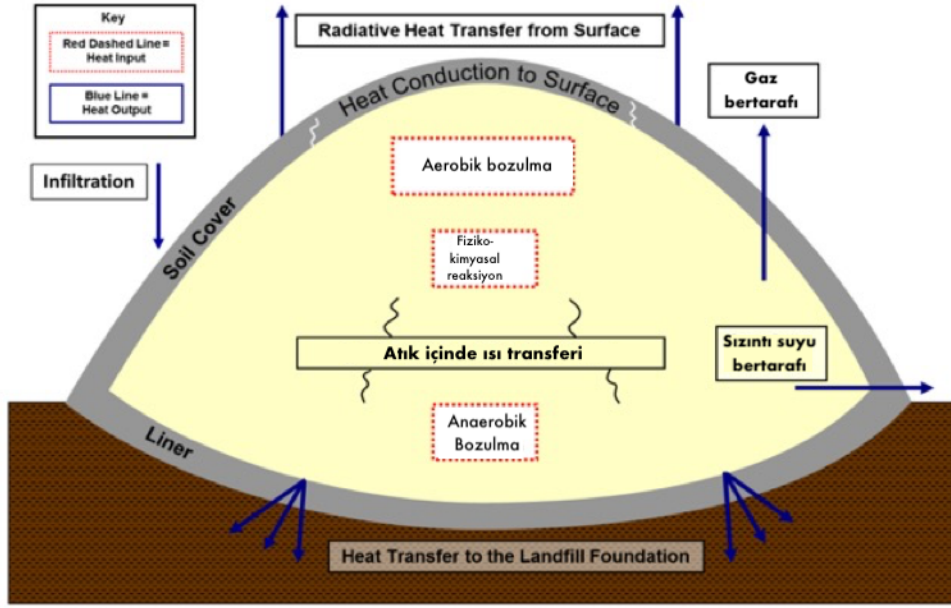 Key
Red Dashed Line =
Heat Input
Blue Line =
Heat Output
Radiative Heat Transfer from Surface
Heat Conduction to Surface
Gaz
bertarafı
Infiltration
Soil Cover
Aerobik bozulma
Fiziko-
kimyasal
reaksiyon
Atık içinde ısı transferi
Sızıntı suyu
bertarafı
Anaerobik
Bozulma
Liner
Heat Transfer to the Landfill Foundation